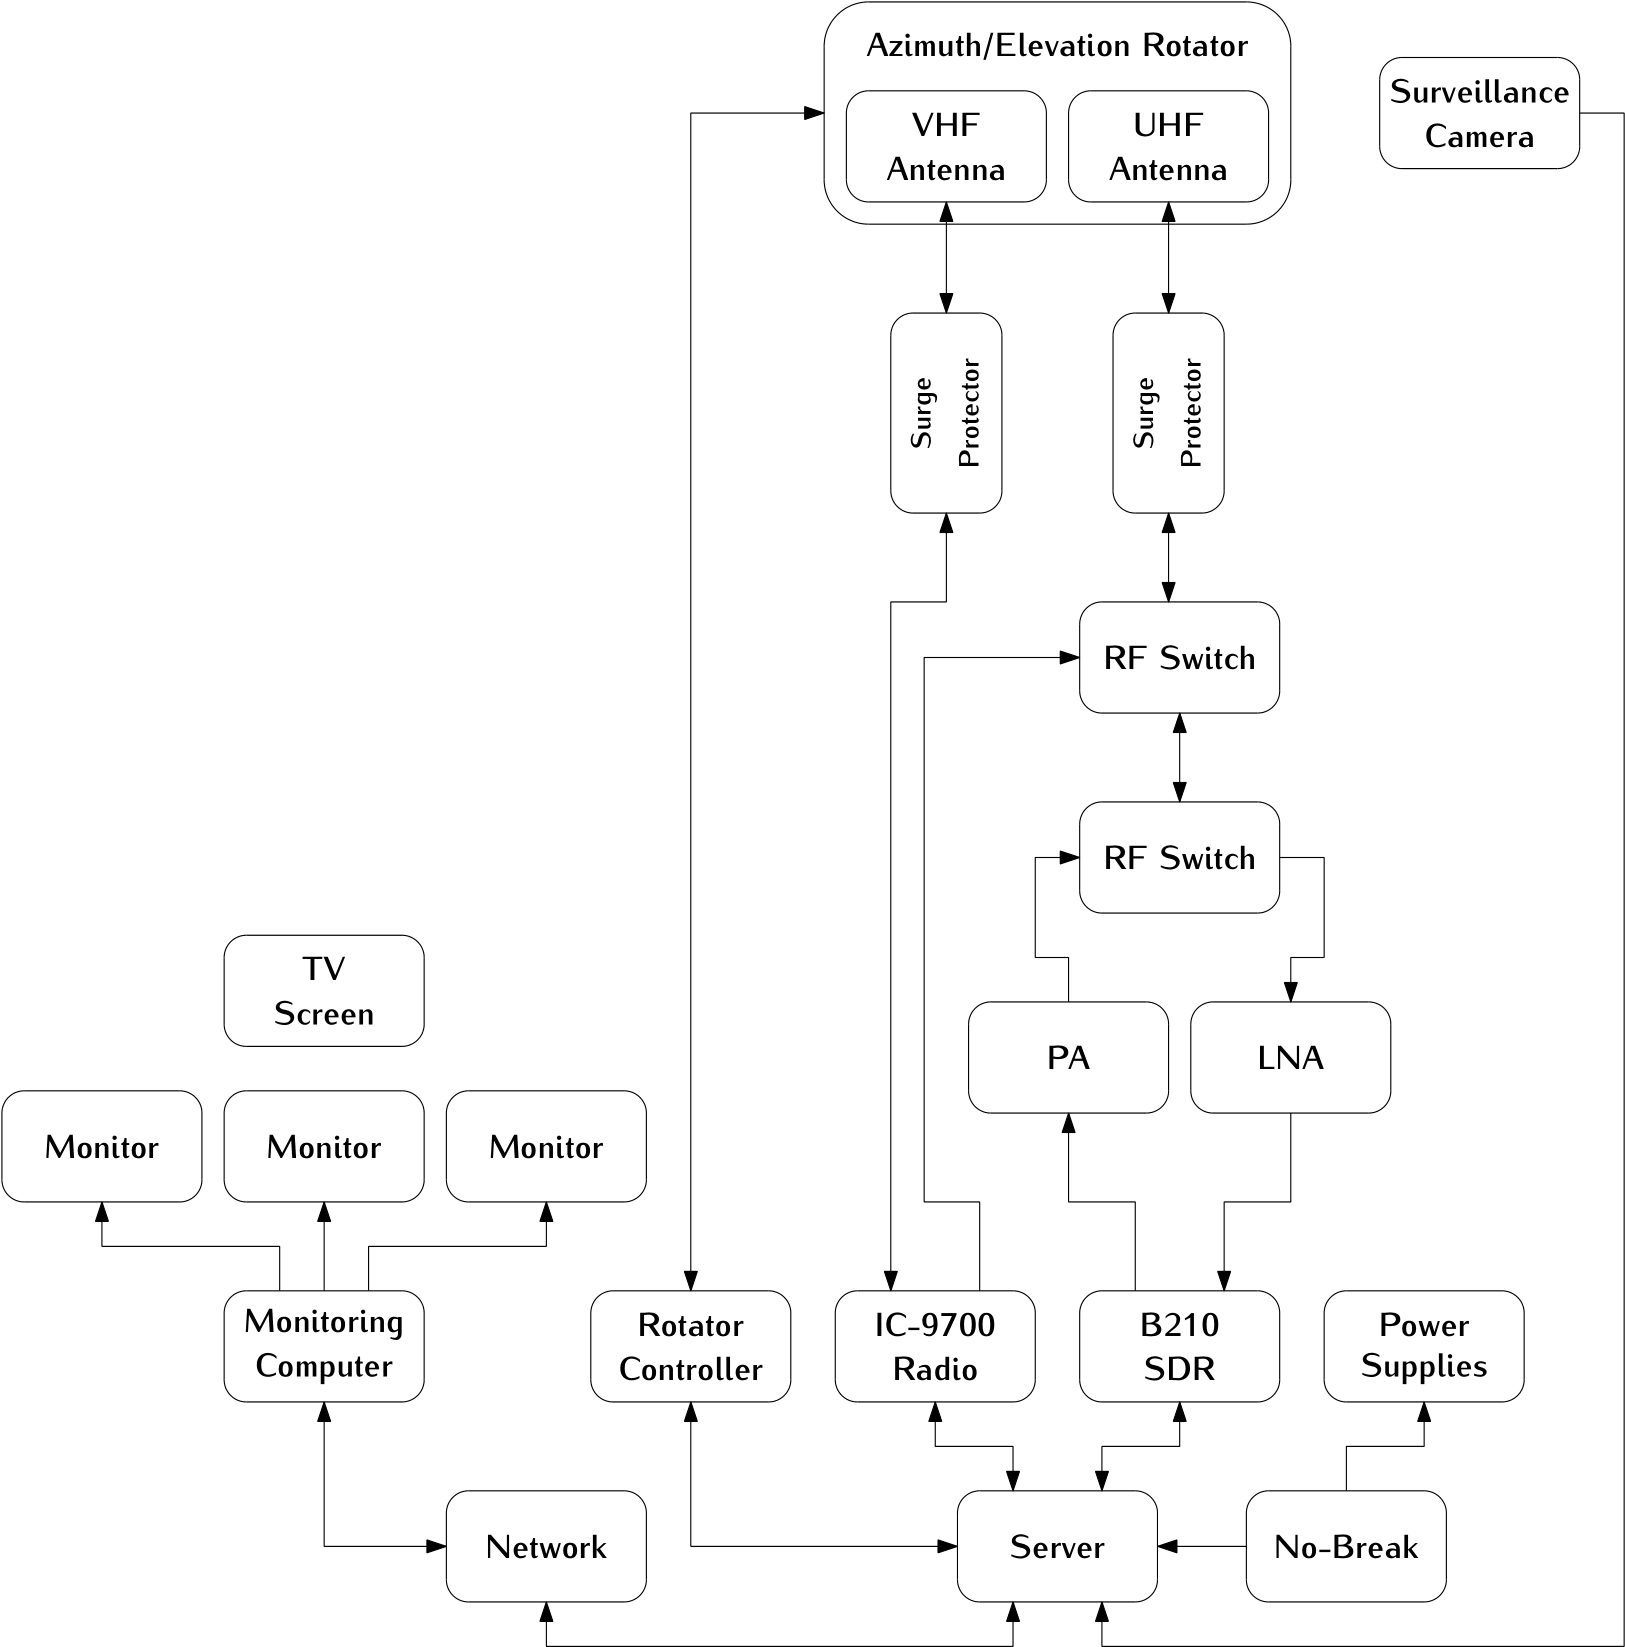 Azimuth/Elevation Rotator
VHF
Antenna
UHF
Antenna
Surveillance
Camera
Surge
Protector
Surge
Protector
RF Switch
RF Switch
TV
Screen
PA
LNA
Monitor
Monitor
Monitor
Monitoring
Computer
Rotator
Controller
IC-9700
Radio
B210
SDR
Power
Supplies
Network
Server
No-Break